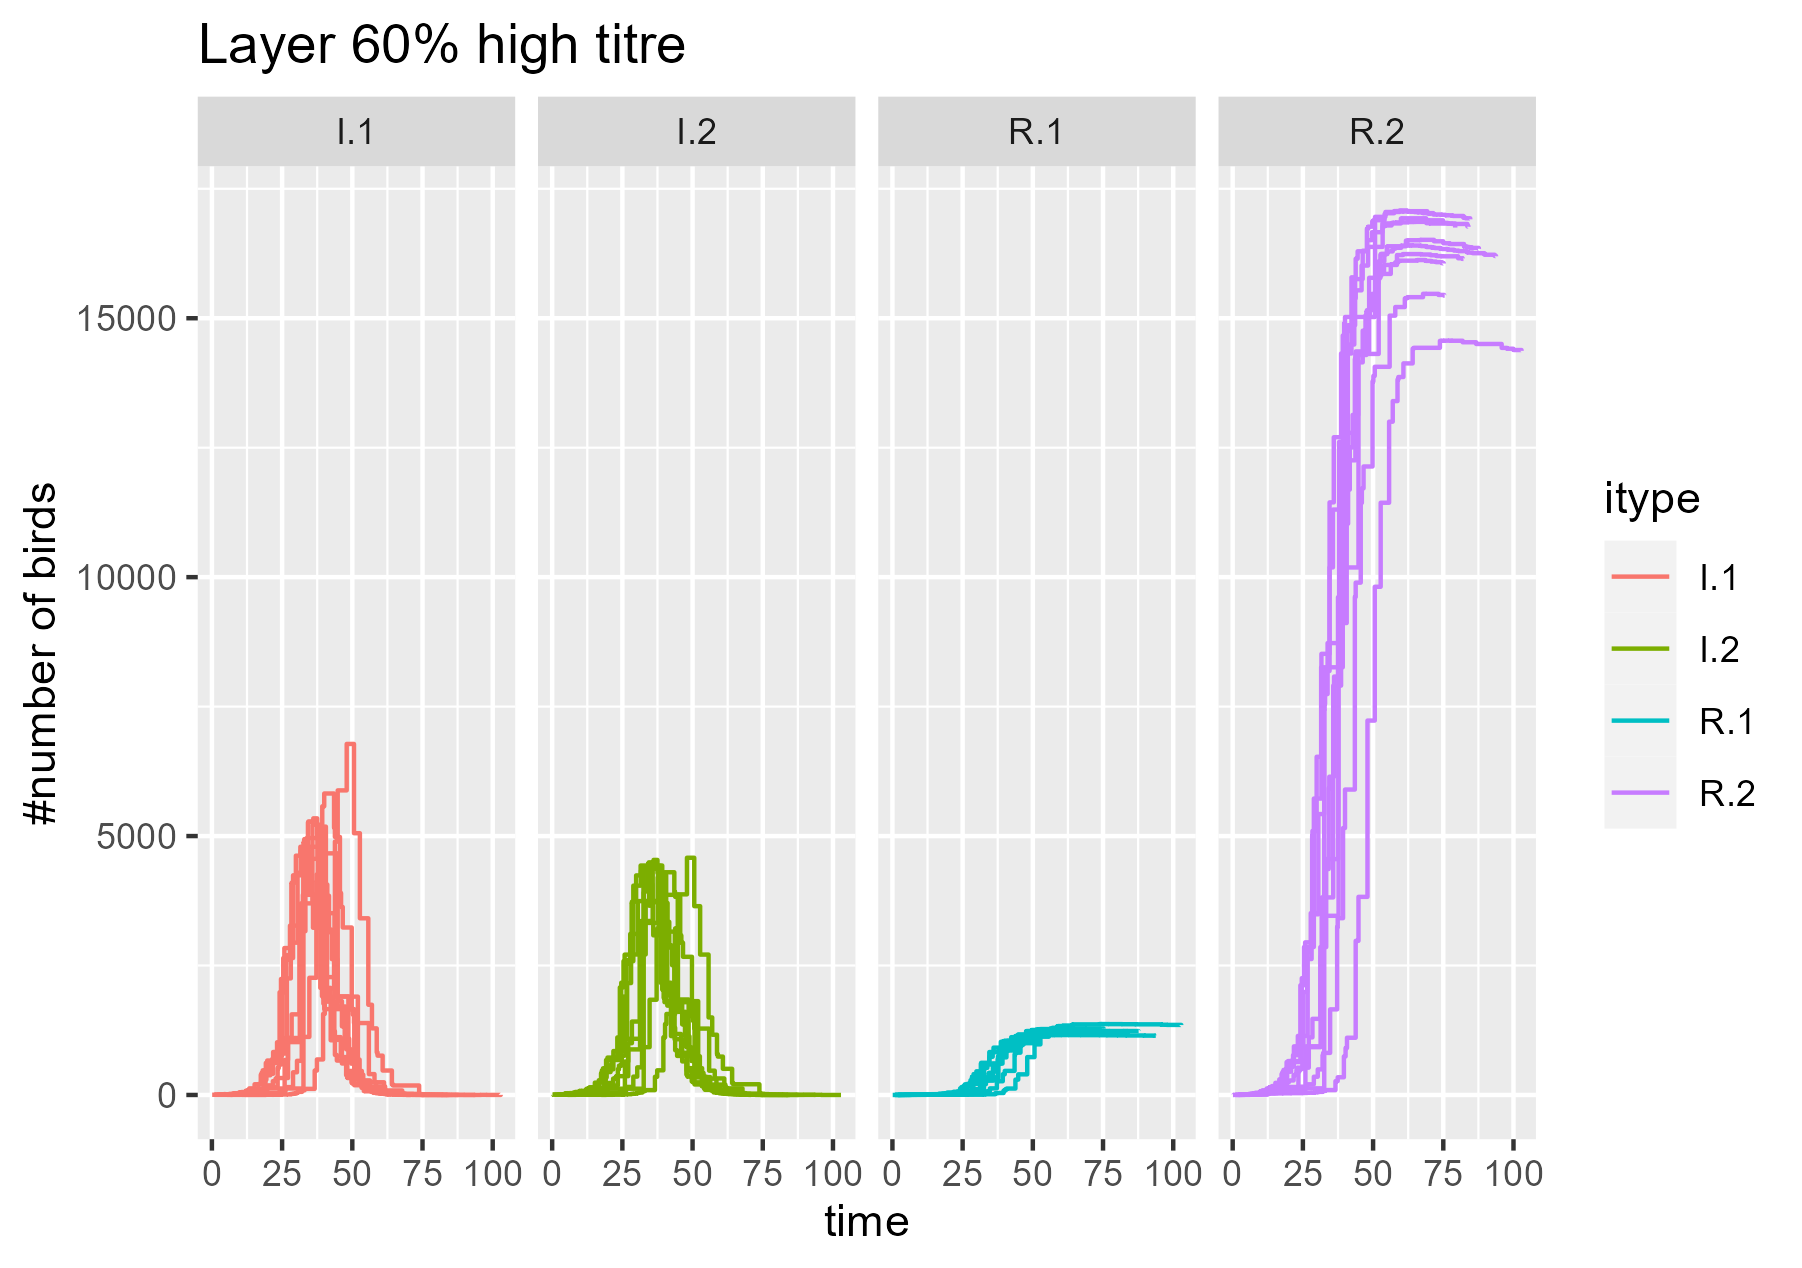 Layer 60% high titre
I.1 I.2 R.1 R.2
15000
10000
5000
0
#number of birds
0 25 50 75 100 0 25 50 75 100 0 25 50 75 100 0 25 50 75 100
time
itype
I.1
I.2
R.1
R.2